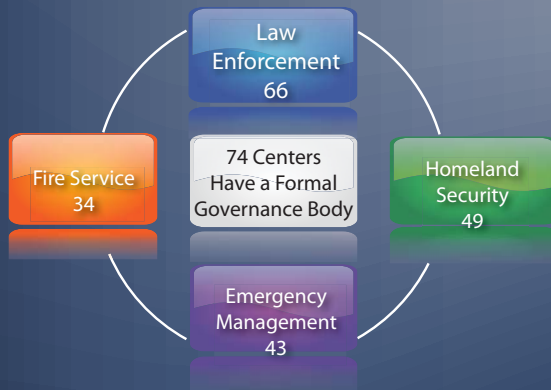 Law
Enforcement
66
Fire Service
34
74 Centers
Have a Formal
Governance Body
Homeland
Security
49
Emergency
Management
43